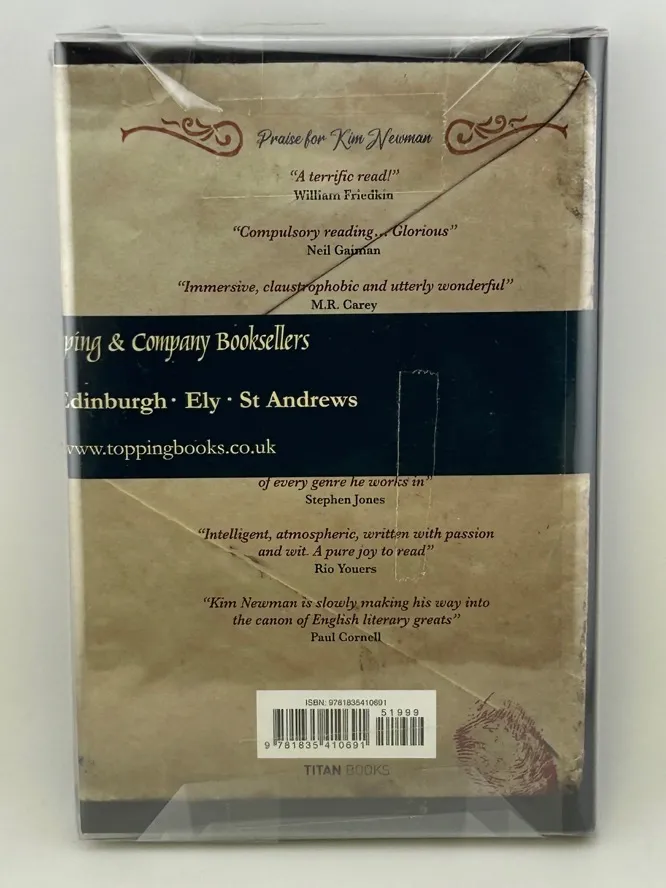 Praise for Kim Newman
“A terrific read!”
William Friedkin
“Compulsory reading... Glorious”
Neil Gaiman
“Immersive, claustrophobic and utterly wonderful”
M.R. Carey
ping & Company Booksellers
Edinburgh · Ely · St Andrews
www.toppingbooks.co.uk
of every genre he works in”
Stephen Jones
“Intelligent, atmospheric, written with passion
and wit. A pure joy to read”
Rio Youers
“Kim Newman is slowly making his way into
the canon of English literary greats”
Paul Cornell
ISBN: 9781835410691
51999
9 781835 410691
TITAN BOOKS